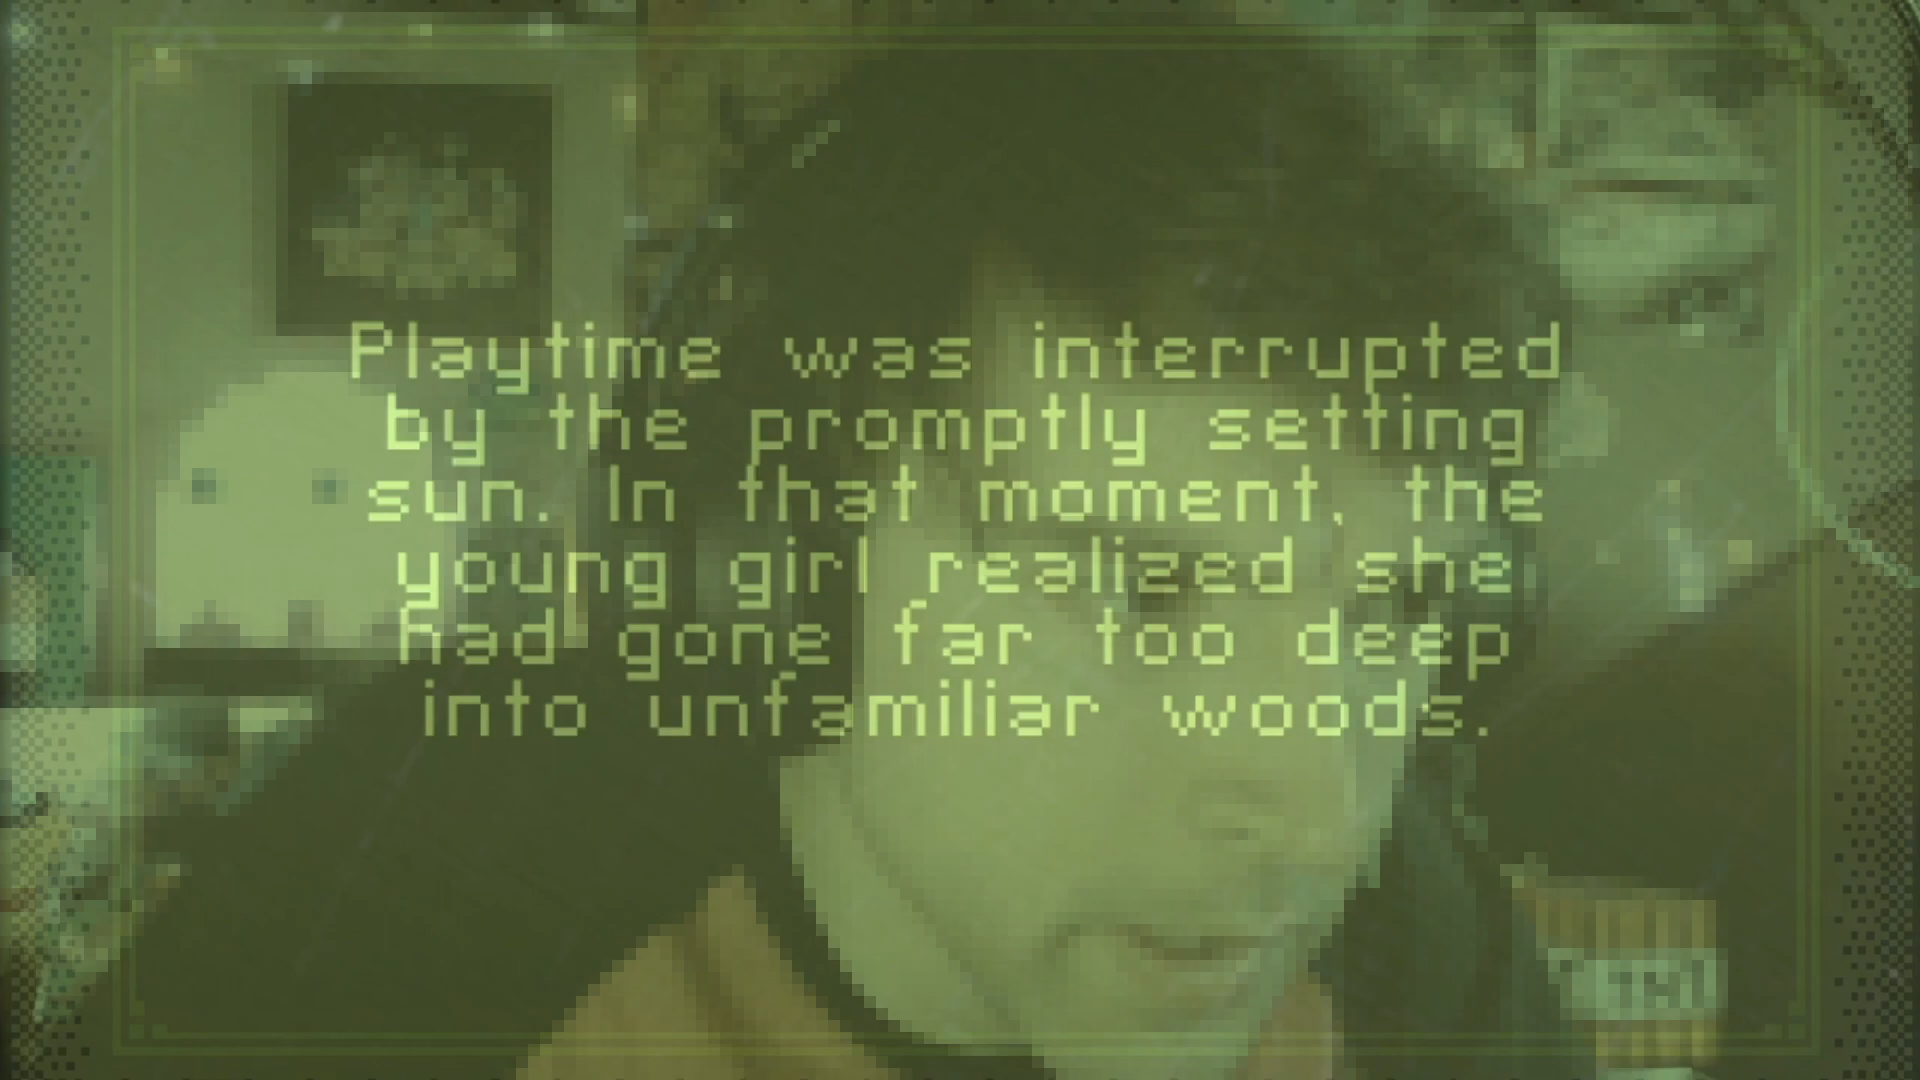 Playtime was interrupted
by the promptly setting
sun. In that moment, the
young girl realized she
had gone far too deep
into unfamiliar woods.